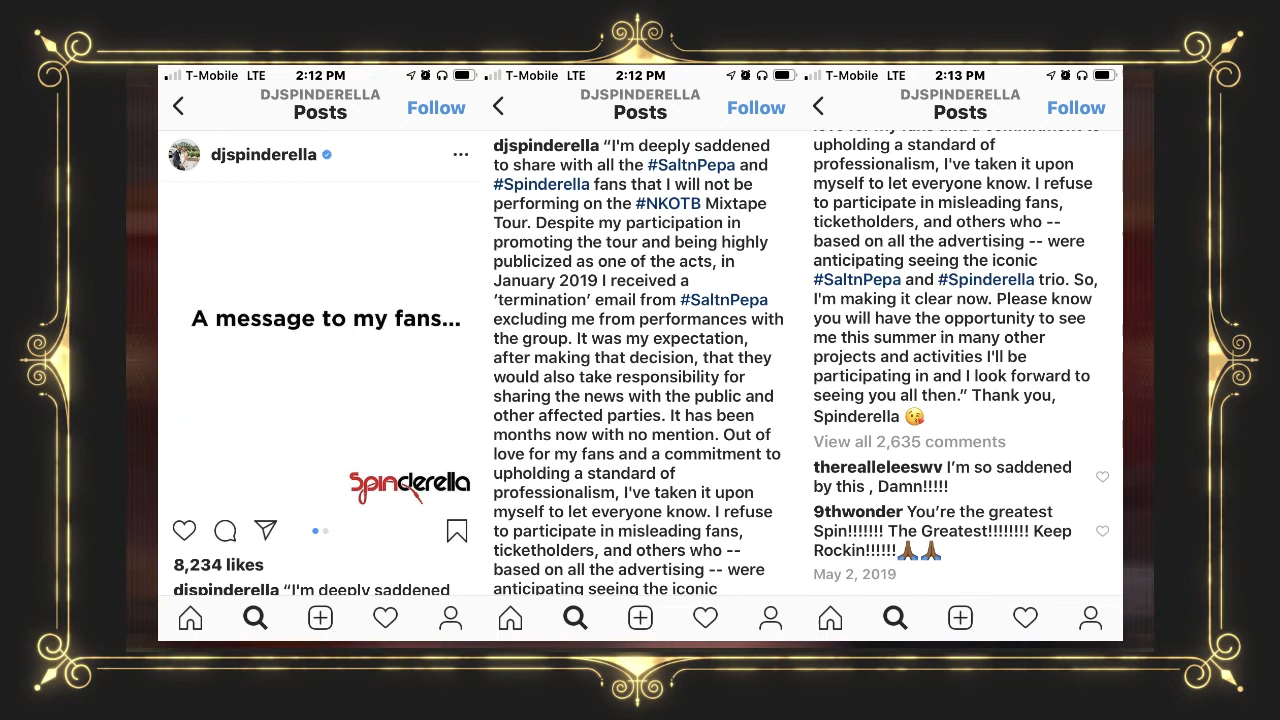 T-Mobile LTE 2:12 PM
DJSPINDERELLA
Posts
Follow
djspinderella
A message to my fans...
Spinderella
8,234 likes
djspinderella “I'm deeply saddened
T-Mobile LTE 2:12 PM
DJSPINDERELLA
Posts
Follow
djspinderella “I'm deeply saddened
to share with all the #SaltnPepa and
#Spinderella fans that I will not be
performing on the #NKOTB Mixtape
Tour. Despite my participation in
promoting the tour and being highly
publicized as one of the acts, in
January 2019 I received a
‘termination’ email from #SaltnPepa
excluding me from performances with
the group. It was my expectation,
after making that decision, that they
would also take responsibility for
sharing the news with the public and
other affected parties. It has been
months now with no mention. Out of
love for my fans and a commitment to
upholding a standard of
professionalism, I've taken it upon
myself to let everyone know. I refuse
to participate in misleading fans,
ticketholders, and others who --
based on all the advertising -- were
anticipating seeing the iconic
T-Mobile LTE 2:13 PM
DJSPINDERELLA
Posts
Follow
love for my fans and a commitment to
upholding a standard of
professionalism, I've taken it upon
myself to let everyone know. I refuse
to participate in misleading fans,
ticketholders, and others who --
based on all the advertising -- were
anticipating seeing the iconic
#SaltnPepa and #Spinderella trio. So,
I'm making it clear now. Please know
you will have the opportunity to see
me this summer in many other
projects and activities I'll be
participating in and I look forward to
seeing you all then.” Thank you,
Spinderella 😘
View all 2,635 comments
therealleleeswv I’m so saddened
by this , Damn!!!!!
9thwonder You’re the greatest
Spin!!!!!!! The Greatest!!!!!!!! Keep
Rockin!!!!!!🙏🏾🙏🏾
May 2, 2019